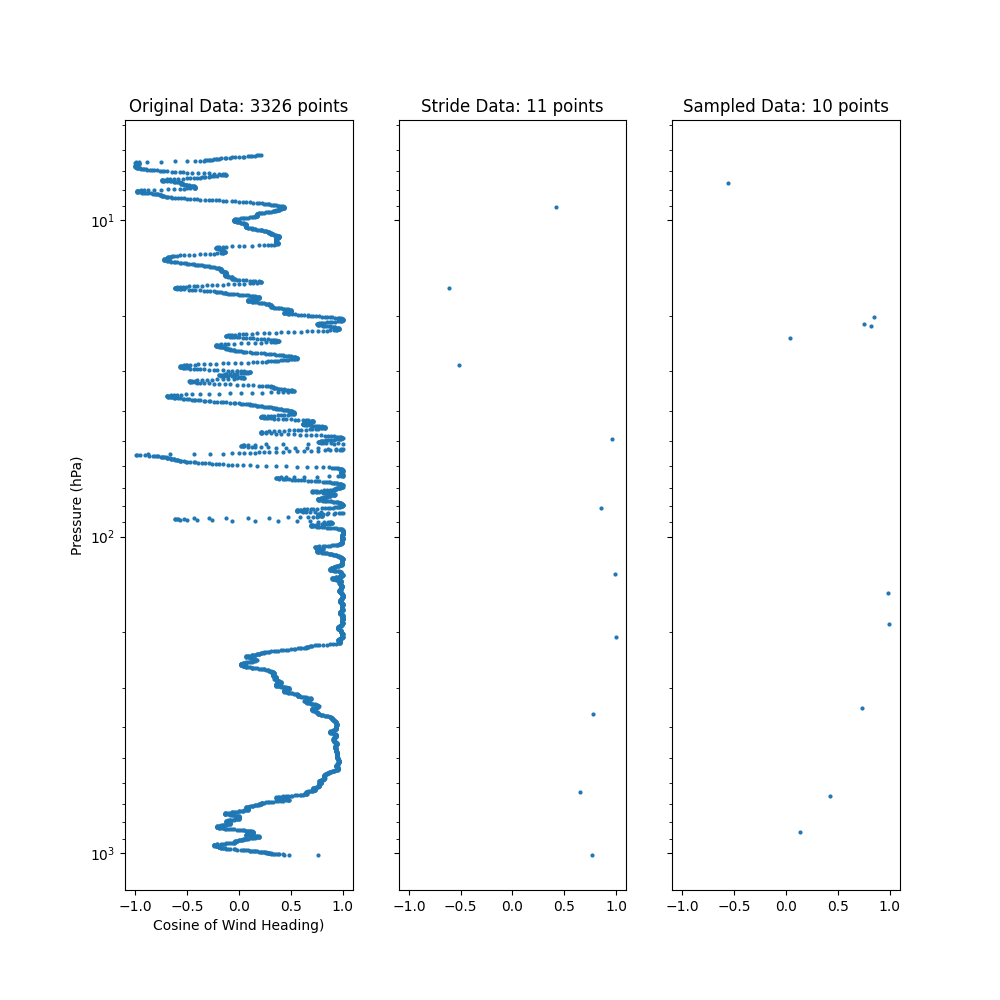 Original Data: 3326 points
Stride Data: 11 points
Sampled Data: 10 points
10¹
10²
10³
Pressure (hPa)
−1.0 −0.5 0.0 0.5 1.0
−1.0 −0.5 0.0 0.5 1.0
−1.0 −0.5 0.0 0.5 1.0
Cosine of Wind Heading)